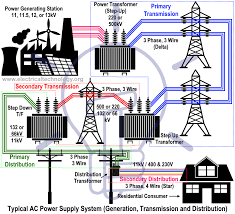 Power Generating Station
11, 11.5, 12, or 13kV
Power Transformer
(Step-Up)
220 or
500kV
Primary
Transmission
3 Phase, 3 Wire
(Delta)
www.electricaltechnology.org
Secondary Transmission
3 Phase, 3 Wire
Step Down
T/F
132 or
66kV
11kV
500 or 220
132 or 66
kV
Step Up
Transformer
3 Phase
3 Wire
11kV / 400 & 230V
Primary
Distribution
Distribution
Transformer
Secondary Distribution
3 Phase, 4 Wire (Star)
Residential Consumer
Typical AC Power Supply System (Generation, Transmission and Distribution)